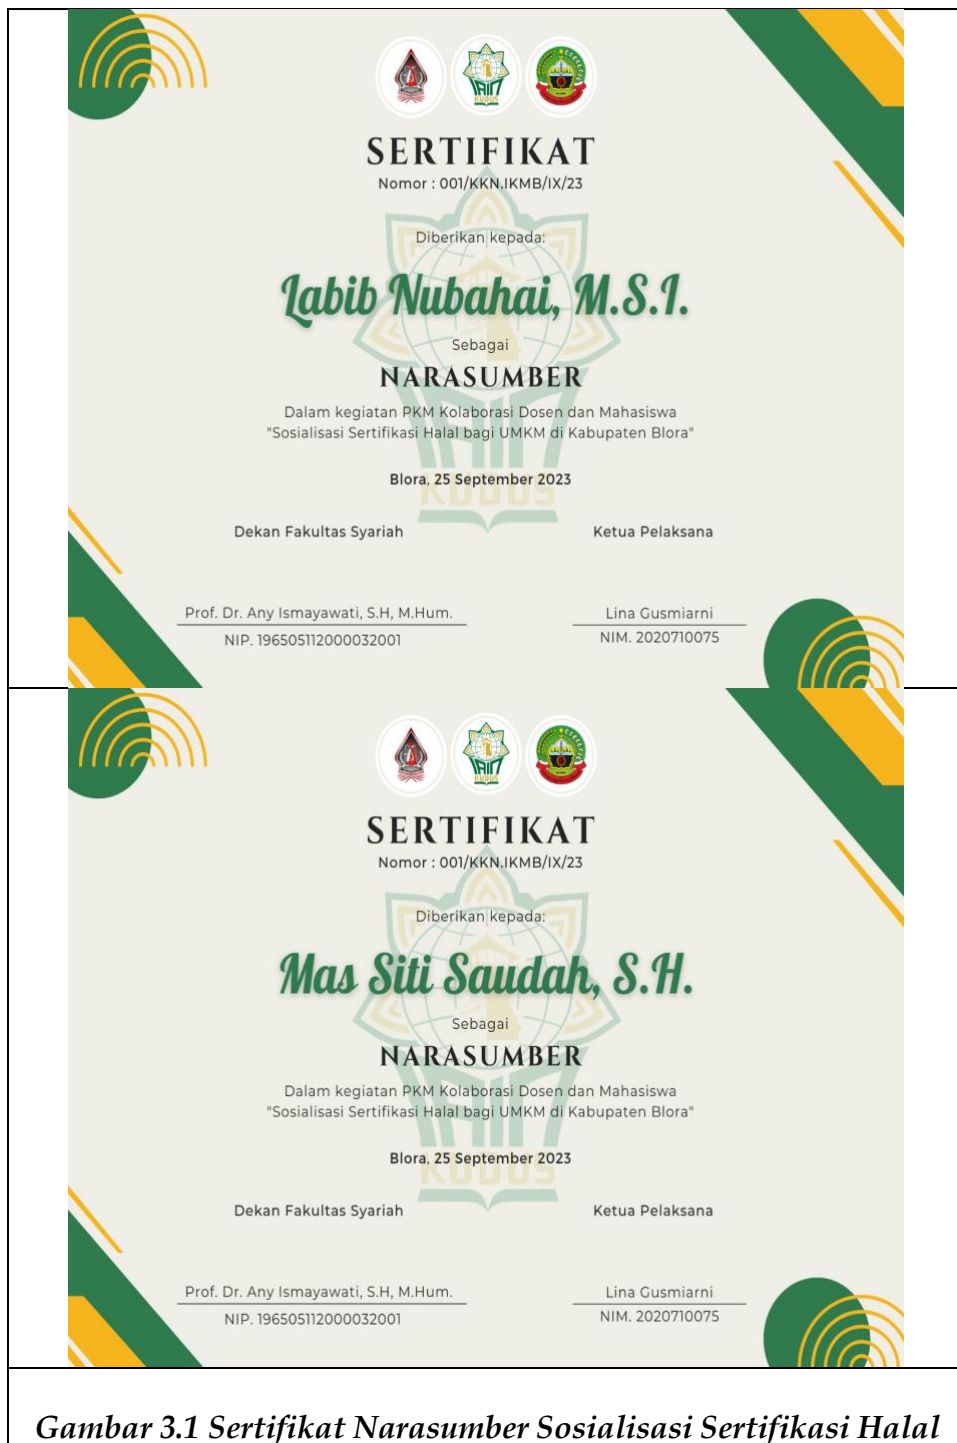 SERTIFIKAT
Nomor : 001/KKN.IKMB/IX/23
Diberikan kepada:
Labib Nubahai, M.S.I.
Sebagai
NARASUMBER
Dalam kegiatan PKM Kolaborasi Dosen dan Mahasiswa
"Sosialisasi Sertifikasi Halal bagi UMKM di Kabupaten Blora"
Blora, 25 September 2023
KUDUS
Dekan Fakultas Syariah
Ketua Pelaksana
Prof. Dr. Any Ismayawati, S.H, M.Hum.
NIP. 196505112000032001
Lina Gusmiarni
NIM. 2020710075
SERTIFIKAT
Nomor : 001/KKN.IKMB/IX/23
Diberikan kepada:
Mas Siti Saudah, S.H.
Sebagai
NARASUMBER
Dalam kegiatan PKM Kolaborasi Dosen dan Mahasiswa
"Sosialisasi Sertifikasi Halal bagi UMKM di Kabupaten Blora"
Blora, 25 September 2023
KUDUS
Dekan Fakultas Syariah
Ketua Pelaksana
Prof. Dr. Any Ismayawati, S.H, M.Hum.
NIP. 196505112000032001
Lina Gusmiarni
NIM. 2020710075
Gambar 3.1 Sertifikat Narasumber Sosialisasi Sertifikasi Halal